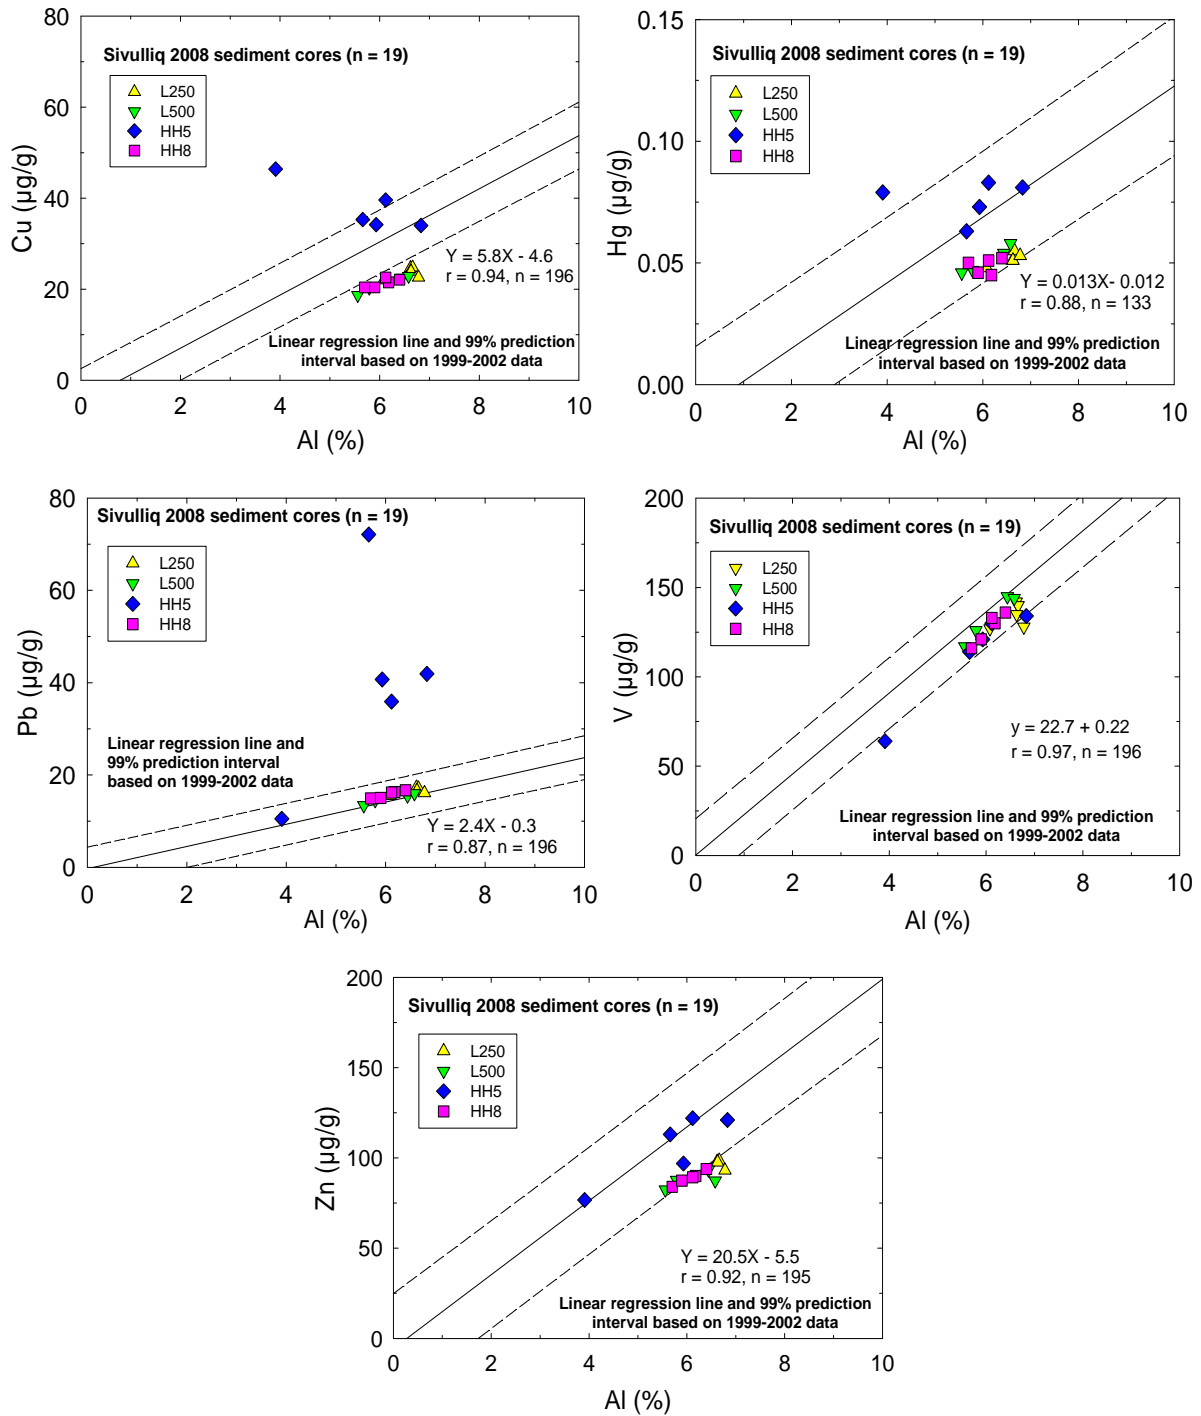 80
60
40
20
0
Cu (µg/g)
Sivulliq 2008 sediment cores (n = 19)
L250
L500
HH5
HH8
Y = 5.8X - 4.6
r = 0.94, n = 196
Linear regression line and 99% prediction
interval based on 1999-2002 data
0 2 4 6 8 10
Al (%)
0.15
0.10
0.05
0.00
Hg (µg/g)
Sivulliq 2008 sediment cores (n = 19)
L250
L500
HH5
HH8
Y = 0.013X- 0.012
r = 0.88, n = 133
Linear regression line and 99% prediction
interval based on 1999-2002 data
0 2 4 6 8 10
Al (%)
80
60
40
20
0
Pb (µg/g)
Sivulliq 2008 sediment cores (n = 19)
L250
L500
HH5
HH8
Linear regression line and
99% prediction interval
based on 1999-2002 data
Y = 2.4X - 0.3
r = 0.87, n = 196
0 2 4 6 8 10
Al (%)
200
150
100
50
0
V (µg/g)
Sivulliq 2008 sediment cores (n = 19)
L250
L500
HH5
HH8
y = 22.7 + 0.22
r = 0.97, n = 196
Linear regression line and 99% prediction
interval based on 1999-2002 data
0 2 4 6 8 10
Al (%)
200
150
100
50
0
Zn (µg/g)
Sivulliq 2008 sediment cores (n = 19)
L250
L500
HH5
HH8
Y = 20.5X - 5.5
r = 0.92, n = 195
Linear regression line and 99% prediction
interval based on 1999-2002 data
0 2 4 6 8 10
Al (%)